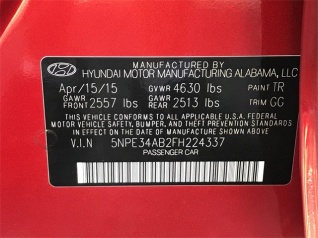 MANUFACTURED BY
HYUNDAI MOTOR MANUFACTURING ALABAMA, LLC
Apr/15/15 GVWR 4630 lbs PAINT TR
GAWR FRONT 2557 lbs GAWR REAR 2513 lbs TRIM GG
THIS VEHICLE CONFORMS TO ALL APPLICABLE
U.S. FEDERAL MOTOR VEHICLE SAFETY, BUMPER, AND THEFT
PREVENTION STANDARDS IN EFFECT ON THE DATE OF
MANUFACTURE SHOWN ABOVE.
V.I.N 5NPE34AB2FH224337
PASSENGER CAR